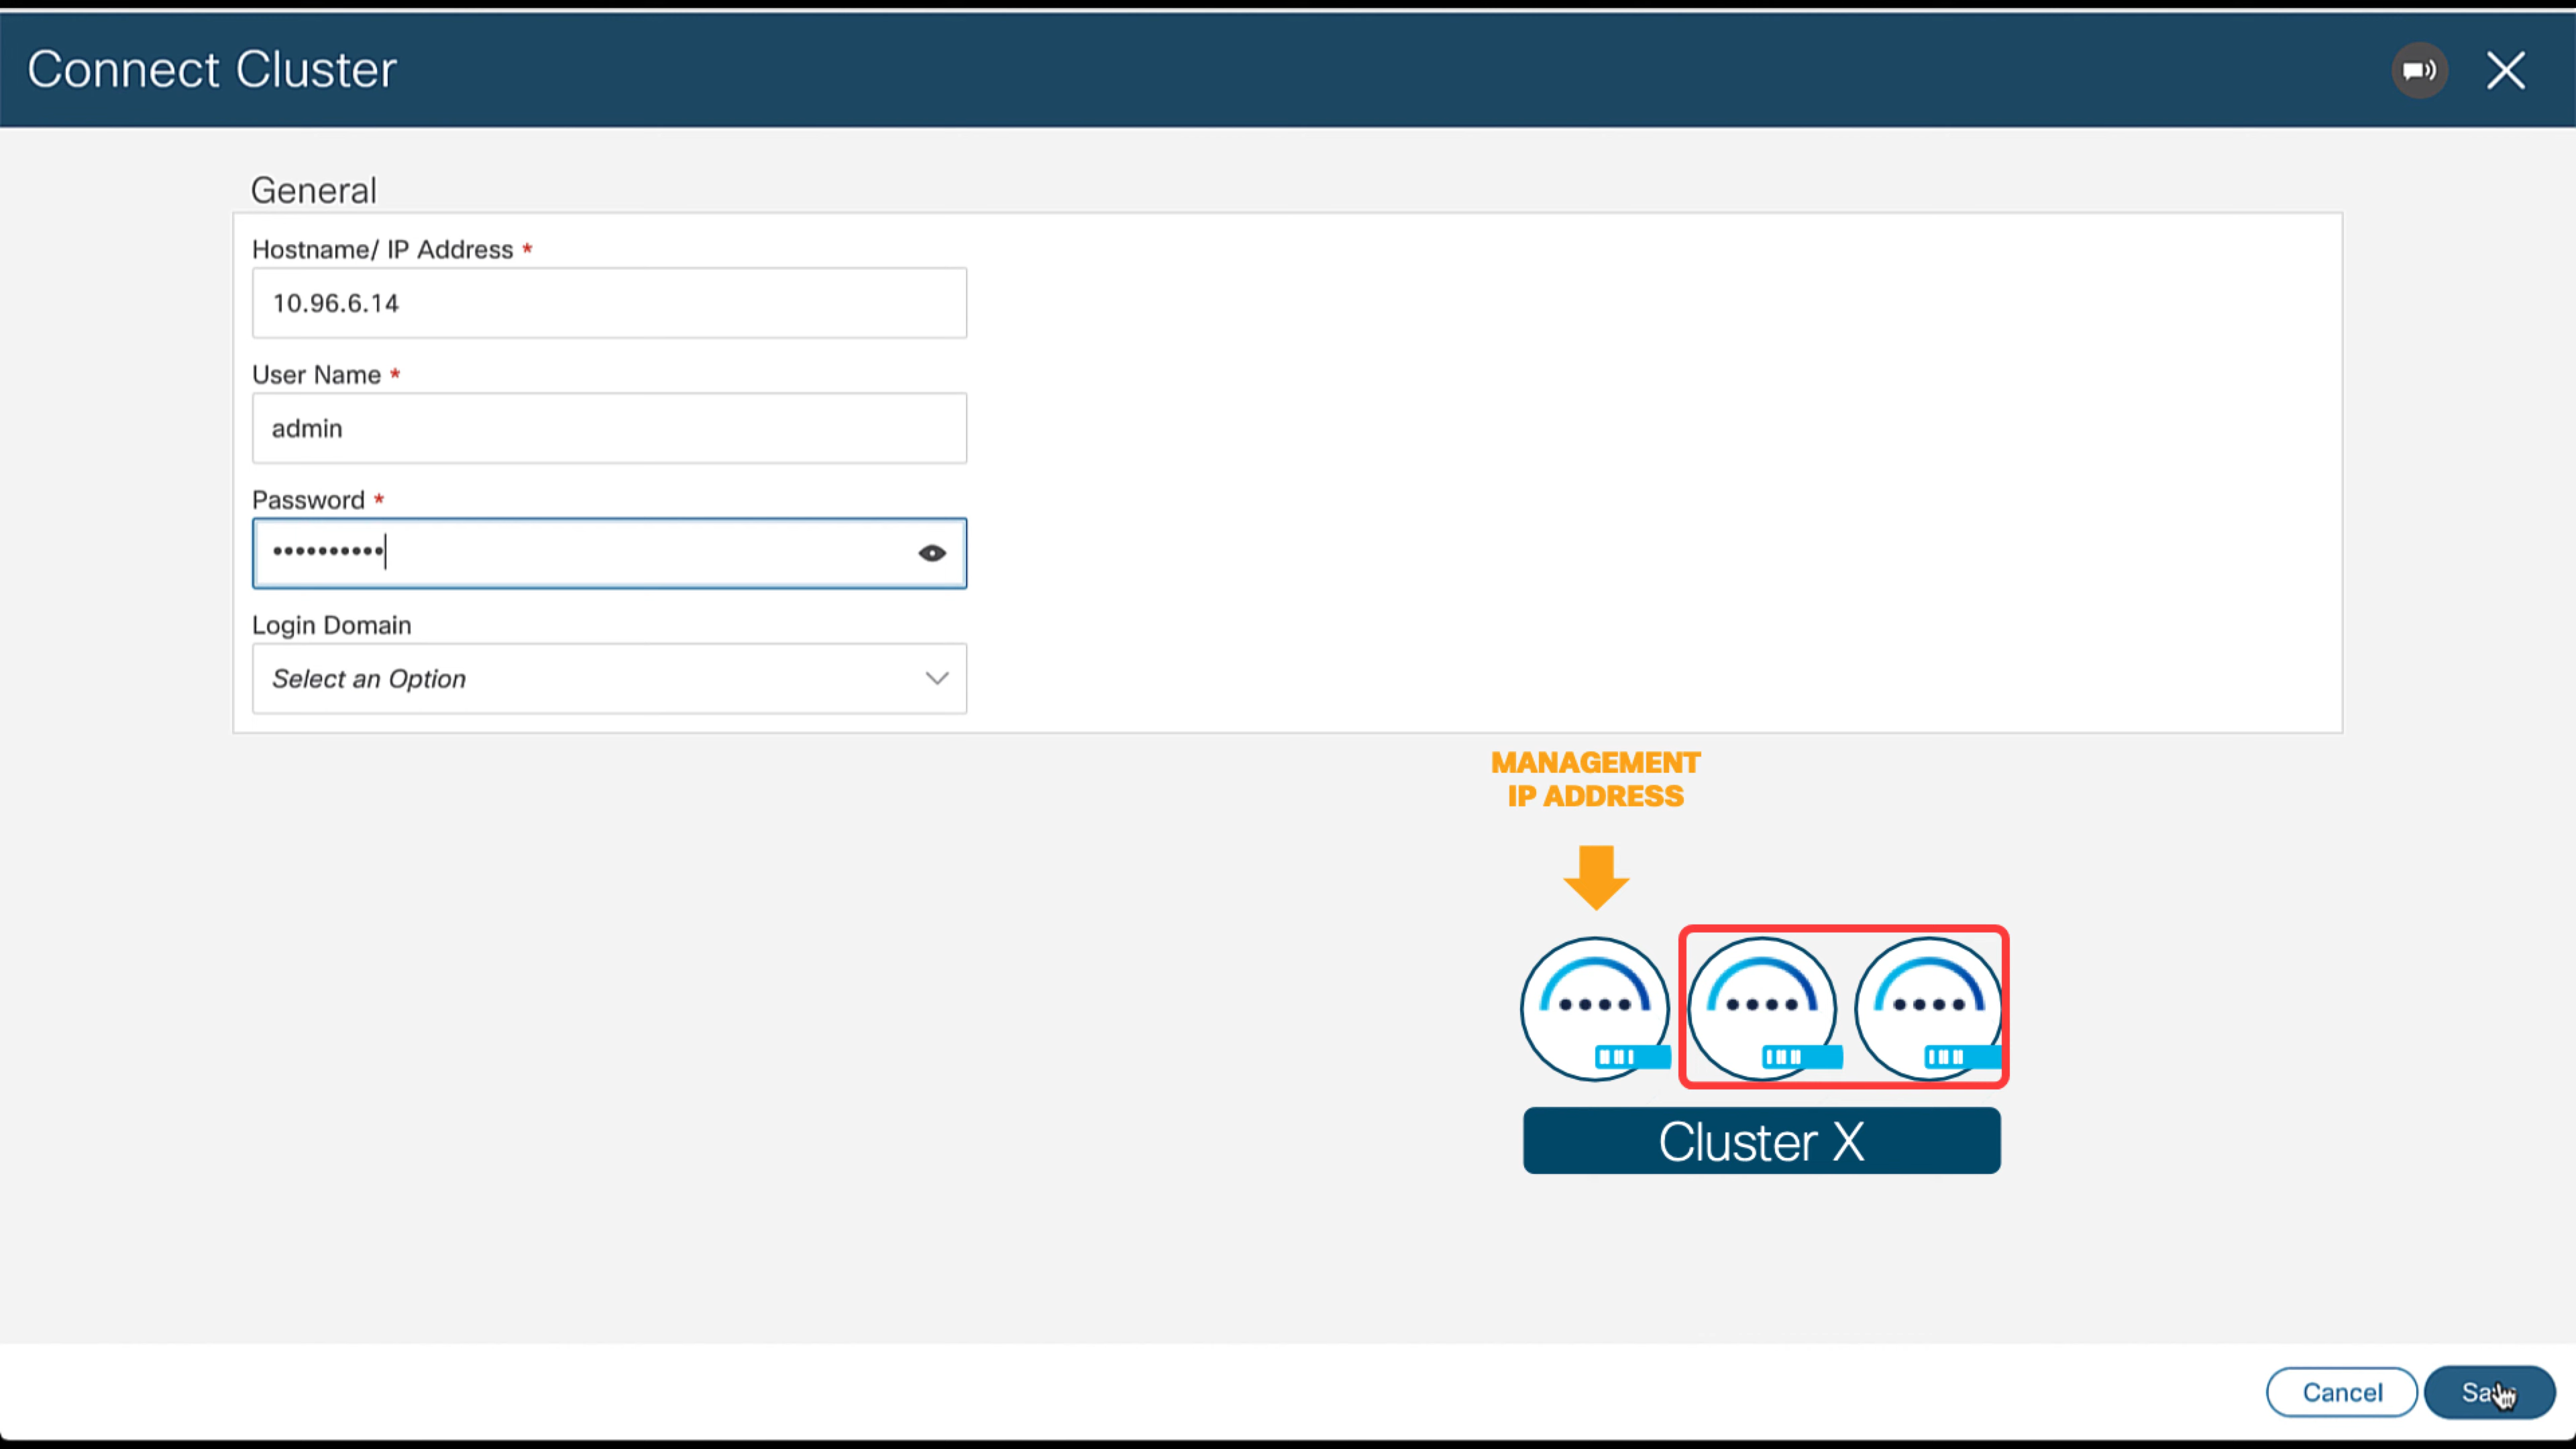 Connect Cluster
General
Hostname/ IP Address *
10.96.6.14
User Name *
admin
Password *
••••••••••
Login Domain
Select an Option
MANAGEMENT
IP ADDRESS
Cluster X
Cancel